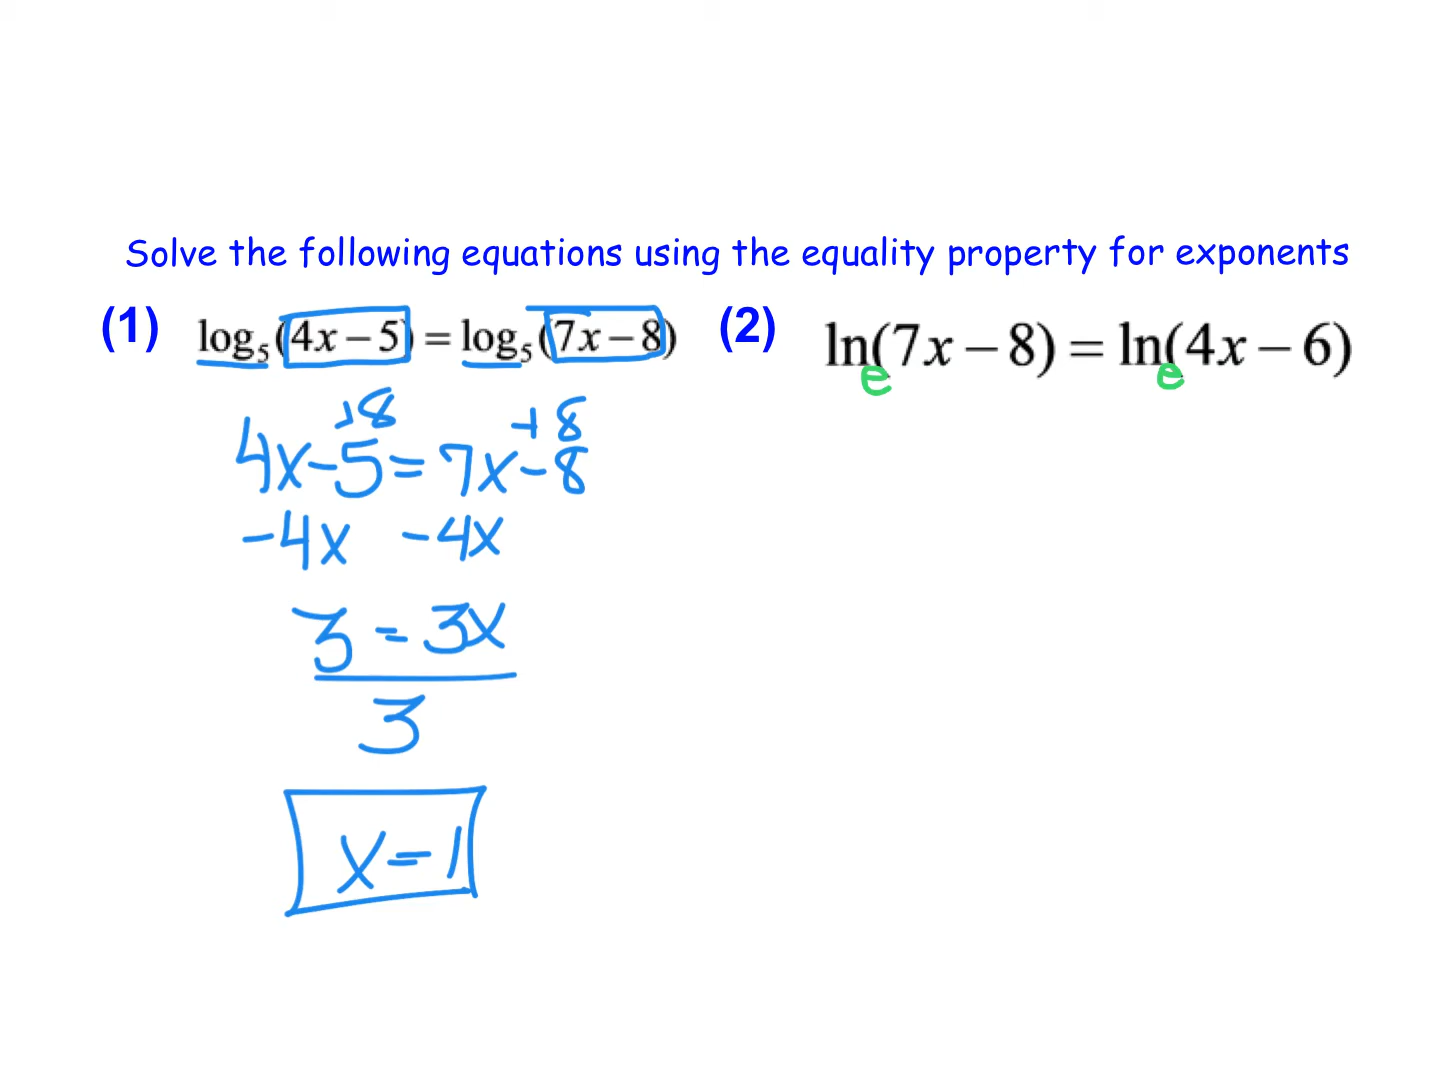 Solve the following equations using the equality property for exponents
(1) log₅(4x − 5) = log₅(7x − 8)
+8 +8
4x − 5 = 7x − 8
−4x −4x
3 = 3x
3
x = 1
(2) ln(7x − 8) = ln(4x − 6)
e e